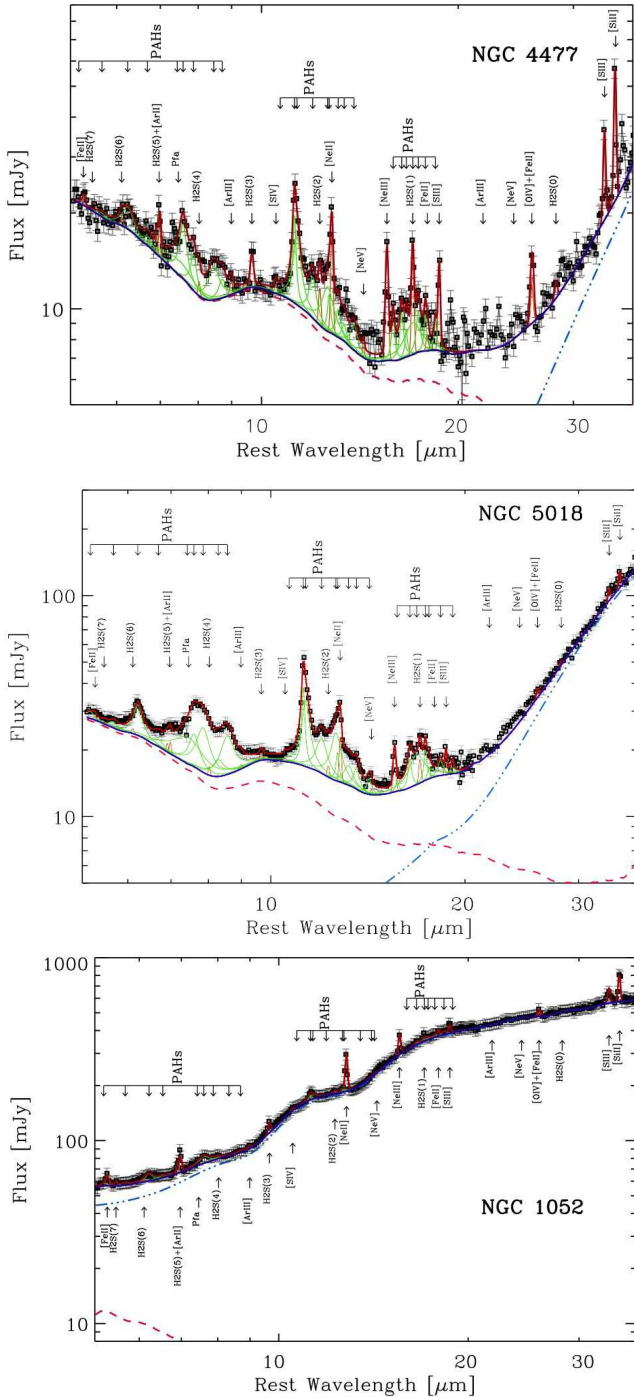 PAHs
NGC 4477
[SiII]
[SIII]
PAHs
[FeII]
H2S(7)
H2S(6)
H2S(5)+[ArII]
Pfa
H2S(4)
[ArIII]
H2S(3)
[SIV]
H2S(2)
[NeII]
[NeV]
PAHs
[NeIII]
H2S(1)
[FeII]
[SIII]
[ArIII]
[NeV]
[OIV]+[FeII]
H2S(0)
Flux [mJy]
10
10
20
30
Rest Wavelength [μm]
NGC 5018
[SIII]
[SiII]
PAHs
PAHs
PAHs
[FeII]
H2S(7)
H2S(6)
H2S(5)+[ArII]
Pfa
H2S(4)
[ArIII]
H2S(3)
[SIV]
H2S(2)
[NeII]
[NeV]
[NeIII]
H2S(1)
[FeII]
[SIII]
[ArIII]
[NeV]
[OIV]+[FeII]
H2S(0)
Flux [mJy]
100
10
10
20
30
Rest Wavelength [μm]
1000
PAHs
PAHs
PAHs
[FeII]
H2S(7)
H2S(6)
H2S(5)+[ArII]
Pfa
H2S(4)
[ArIII]
H2S(3)
[SIV]
H2S(2)
[NeII]
[NeV]
[NeIII]
H2S(1)
[FeII]
[SIII]
[ArIII]
[NeV]
[OIV]+[FeII]
H2S(0)
[SIII]
[SiII]
Flux [mJy]
100
NGC 1052
10
10
20
30
Rest Wavelength [μm]